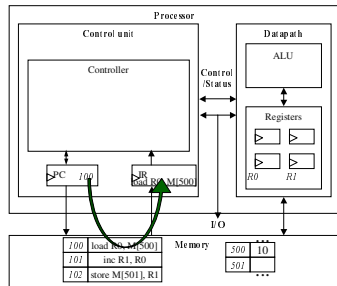 Processor
Control unit
Datapath
Controller
ALU
Control
/Status
Registers
PC 100
IR
load R0, M[500]
R0 R1
I/O
Memory
100 load R0, M[500]
101 inc R1, R0
102 store M[501], R1
...
500 10
501
...